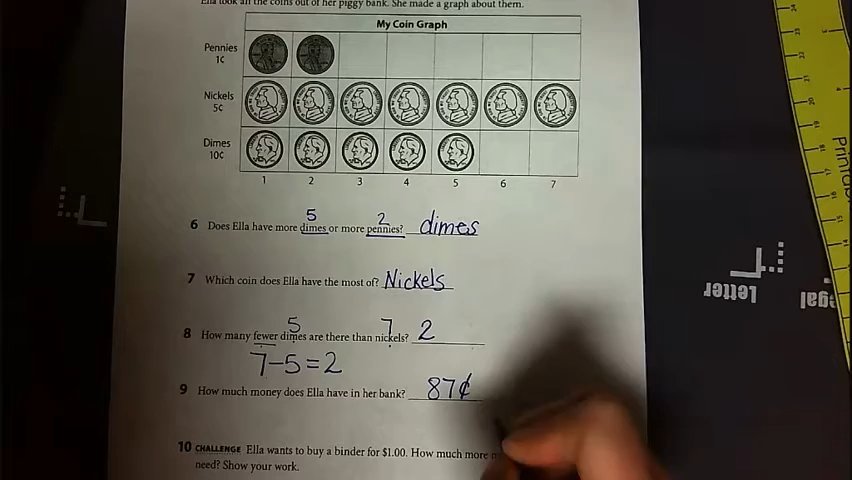 Ella took all the coins out of her piggy bank. She made a graph about them.
My Coin Graph
Pennies
1¢
Nickels
5¢
Dimes
10¢
1 2 3 4 5 6 7
5 2
6 Does Ella have more dimes or more pennies? dimes
7 Which coin does Ella have the most of? Nickels
5 7
8 How many fewer dimes are there than nickels? 2
7-5=2
9 How much money does Ella have in her bank? 87¢
10 CHALLENGE Ella wants to buy a binder for $1.00. How much more
need? Show your work.
Letter